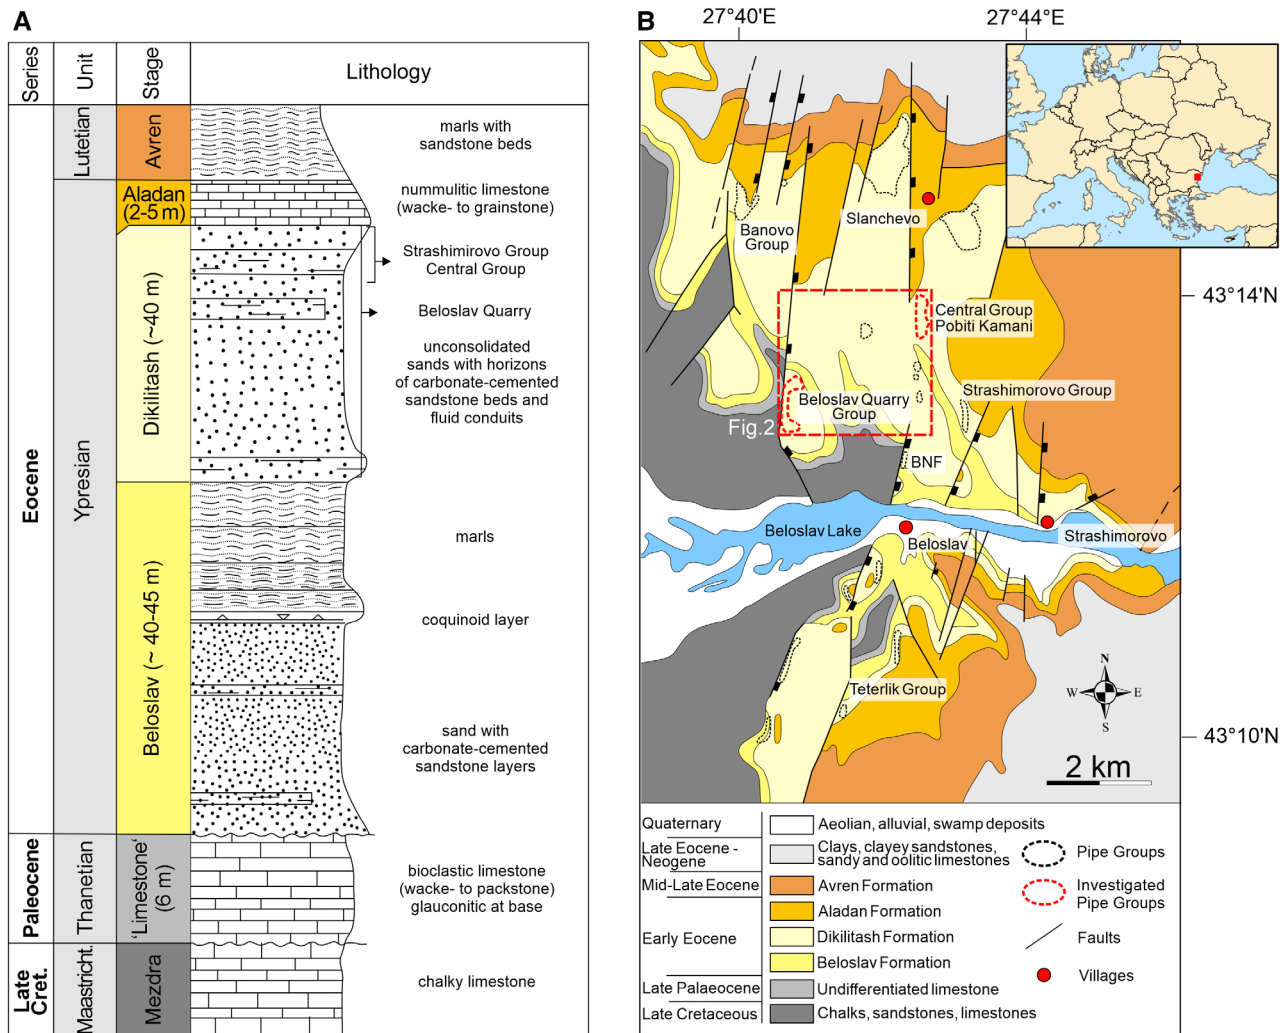 A
Series
Unit
Stage
Lithology
Eocene
Lutetian
Avren
marls with
sandstone beds
Aladan
(2-5 m)
nummulitic limestone
(wacke- to grainstone)
Ypresian
Dikilitash (~40 m)
Strashimirovo Group
Central Group
Beloslav Quarry
unconsolidated
sands with horizons
of carbonate-cemented
sandstone beds and
fluid conduits
Beloslav (~ 40-45 m)
marls
coquinoid layer
sand with
carbonate-cemented
sandstone layers
Paleocene
Thanetian
‘Limestone‘
(6 m)
bioclastic limestone
(wacke- to packstone)
glauconitic at base
Late
Cret.
Maastricht.
Mezdra
chalky limestone
B
27°40'E
27°44'E
43°14'N
43°10'N
Banovo
Group
Slanchevo
Central Group
Pobiti Kamani
Strashimorovo Group
Beloslav Quarry
Group
Fig.2
BNF
Beloslav Lake
Beloslav
Strashimorovo
Teterlik Group
N
W
E
S
2 km
Quaternary
Aeolian, alluvial, swamp deposits
Late Eocene -
Neogene
Clays, clayey sandstones,
sandy and oolitic limestones
Mid-Late Eocene
Avren Formation
Aladan Formation
Early Eocene
Dikilitash Formation
Beloslav Formation
Late Palaeocene
Undifferentiated limestone
Late Cretaceous
Chalks, sandstones, limestones
Pipe Groups
Investigated
Pipe Groups
Faults
Villages